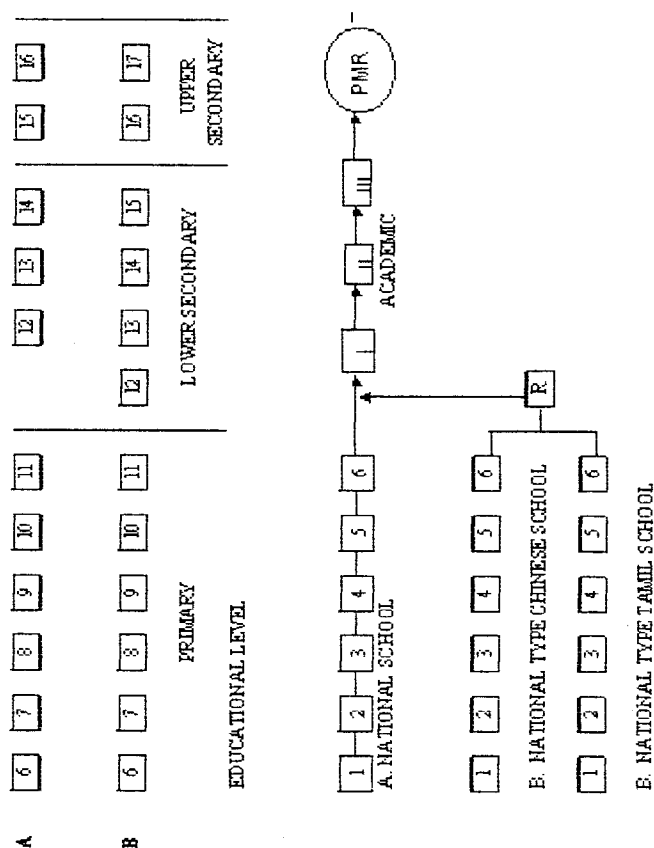 A 6 7 8 9 10 11 12 13 14 15 16
B 6 7 8 9 10 11 12 13 14 15 16 17
PRIMARY LOWER SECONDARY UPPER SECONDARY
EDUCATIONAL LEVEL
1 2 3 4 5 6 I II III PMR
A. NATIONAL SCHOOL ACADEMIC
R
1 2 3 4 5 6
B. NATIONAL TYPE CHINESE SCHOOL
1 2 3 4 5 6
B. NATIONAL TYPE TAMIL SCHOOL